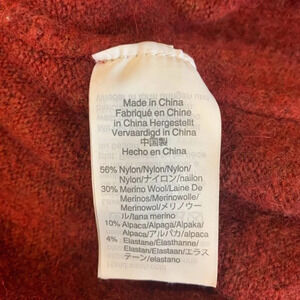 Made in China
Fabriqué en Chine
in China Hergestellt
Vervaardigd in China
中国製
Hecho en China
56% Nylon/Nylon/Nylon/
Nylon/ナイロン/nailon
30% Merino Wool/Laine De
Merinos/Merinowolle/
Merinowol/メリノウー
ル/lana merino
10% Alpaca/Alpaga/Alpaka/
Alpaca/アルパカ/alpaca
4% Elastane/Élasthanne/
Elastan/Elastaan/エラス
テーン/elastano